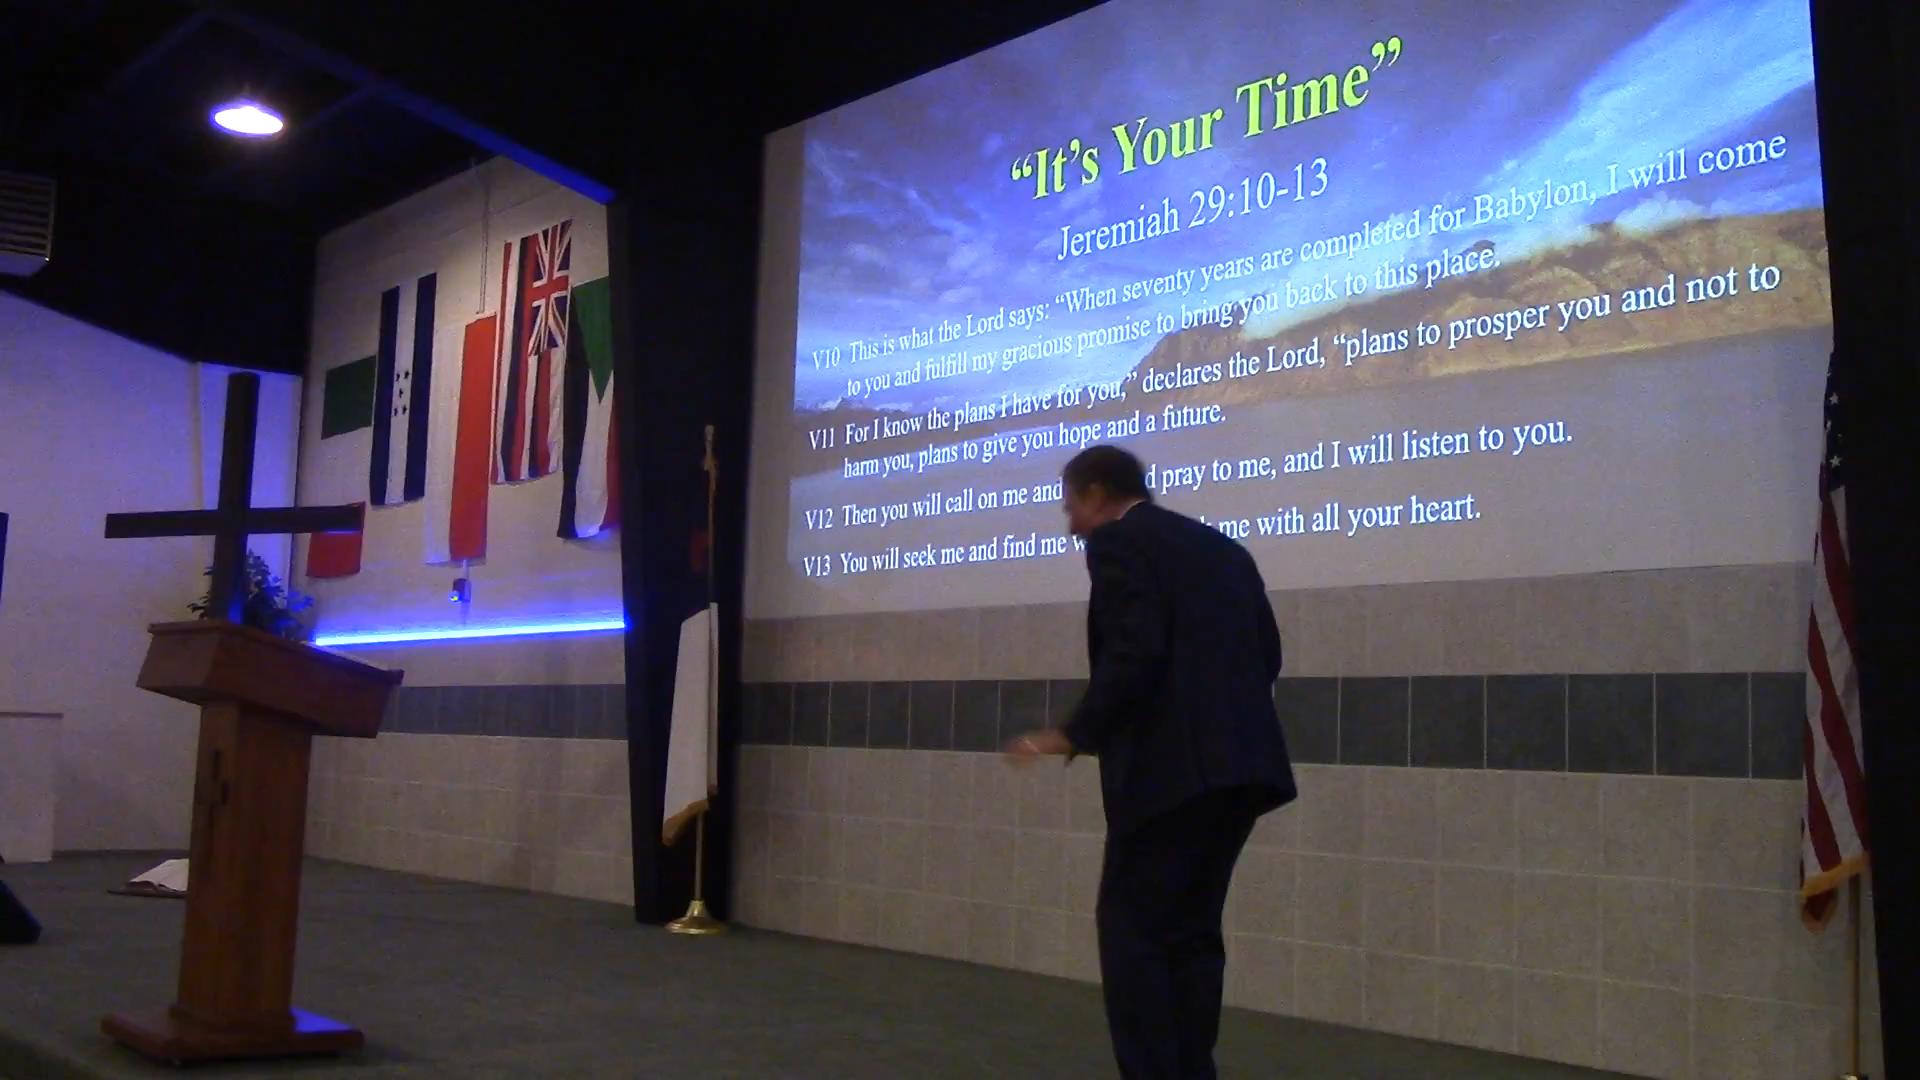 “It’s Your Time”
Jeremiah 29:10-13
V10 This is what the Lord says: “When seventy years are completed for Babylon, I will come
to you and fulfill my gracious promise to bring you back to this place.
V11 For I know the plans I have for you,” declares the Lord, “plans to prosper you and not to
harm you, plans to give you hope and a future.
V12 Then you will call on me and pray to me, and I will listen to you.
V13 You will seek me and find me me with all your heart.